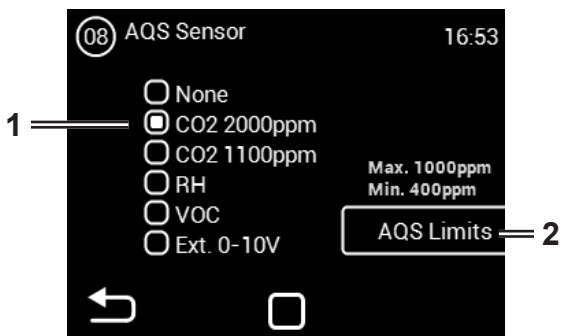 08 AQS Sensor 16:53
None
1 CO2 2000ppm
CO2 1100ppm
RH
VOC
Ext. 0-10V
Max. 1000ppm
Min. 400ppm
AQS Limits 2